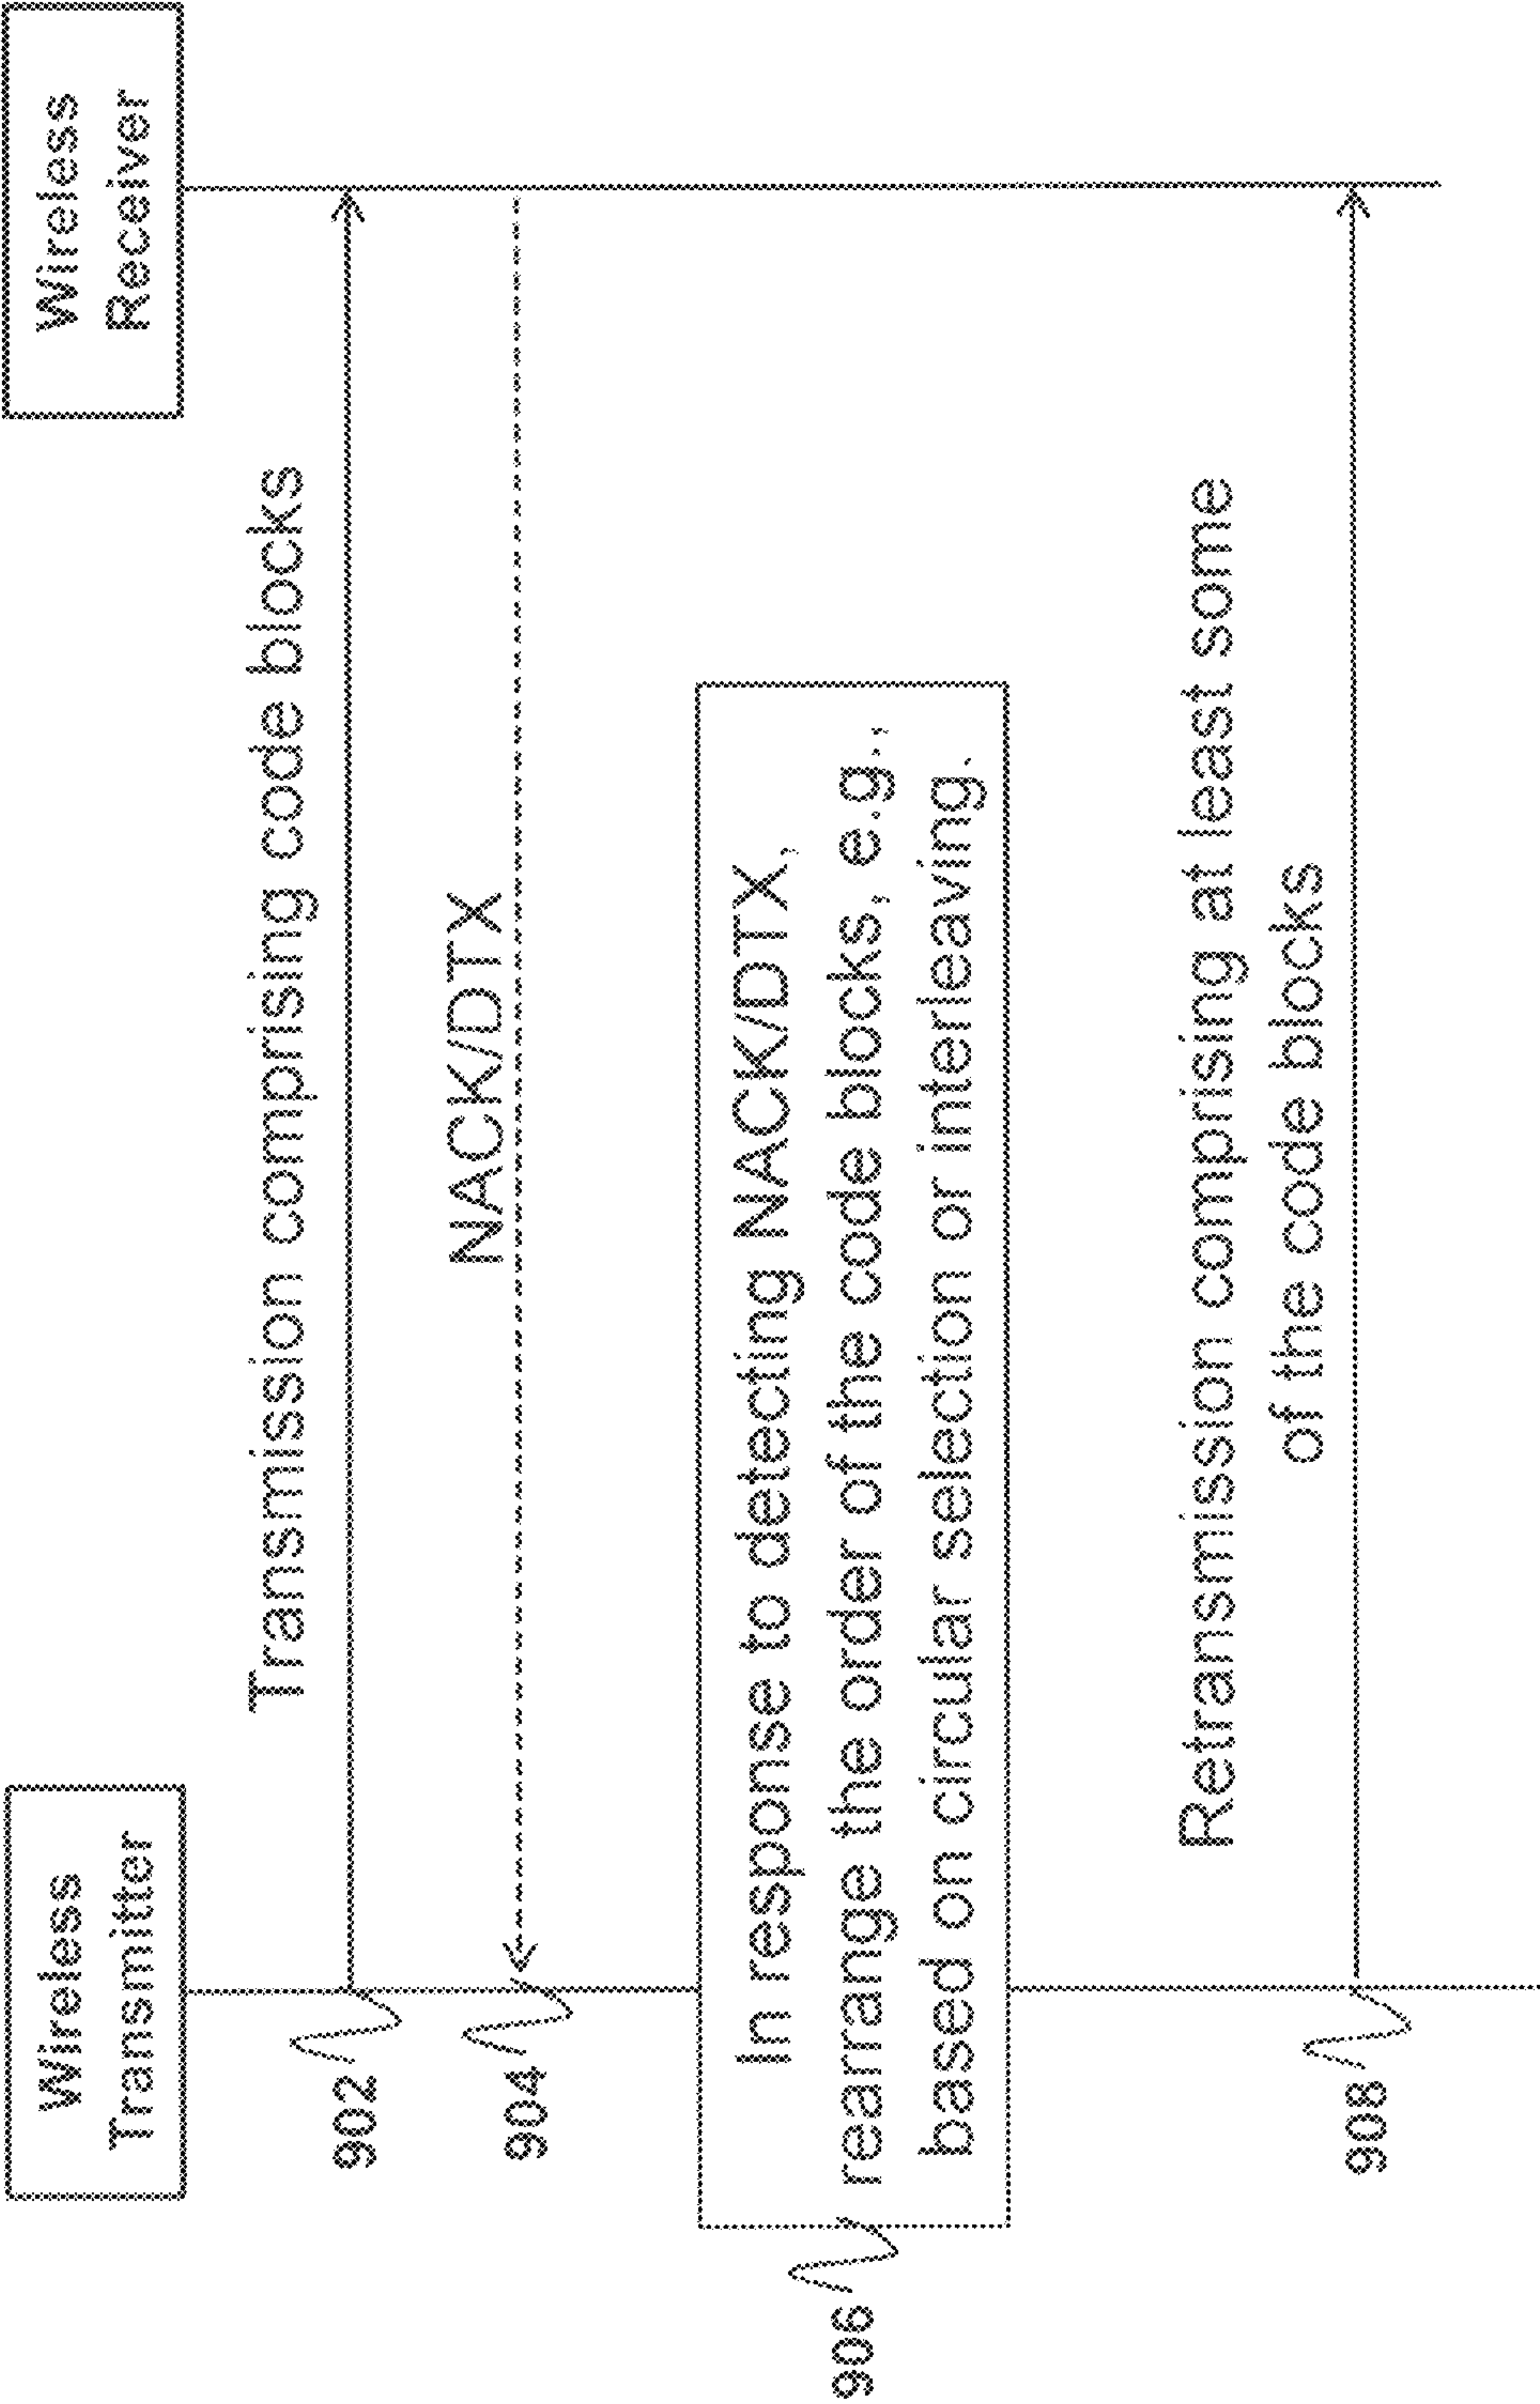 Wireless
Transmitter
Wireless
Receiver
Transmission comprising code blocks
902
NACK/DTX
904
In response to detecting NACK/DTX,
rearrange the order of the code blocks, e.g.,
based on circular selection or interleaving.
906
Retransmission comprising at least some
of the code blocks
908